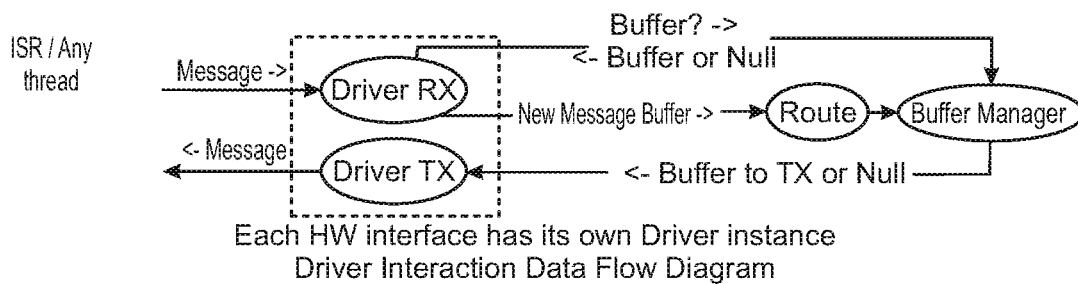 Buffer? ->
<- Buffer or Null
ISR / Any
thread
Message ->
Driver RX
New Message Buffer ->
Route
Buffer Manager
<- Message
Driver TX
<- Buffer to TX or Null
Each HW interface has its own Driver instance
Driver Interaction Data Flow Diagram